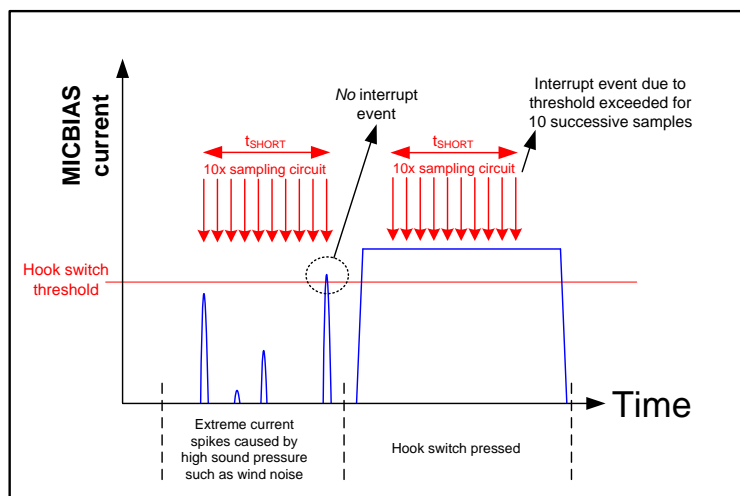 MICBIAS
current
No interrupt
event
Interrupt event due to
threshold exceeded for
10 successive samples
tSHORT
10x sampling circuit
tSHORT
10x sampling circuit
Hook switch
threshold
Time
Extreme current
spikes caused by
high sound pressure
such as wind noise
Hook switch pressed